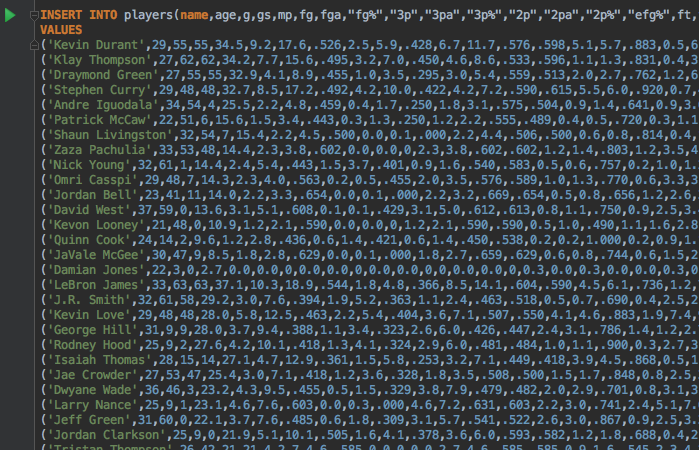 INSERT INTO players(name,age,g,gs,mp,fg,fga,"fg%","3p","3pa","3p%","2p","2pa","2p%","efg%",ft
VALUES
('Kevin Durant',29,55,55,34.5,9.2,17.6,.526,2.5,5.9,.428,6.7,11.7,.576,.598,5.1,5.7,.883,0.5,
('Klay Thompson',27,62,62,34.2,7.7,15.6,.495,3.2,7.0,.450,4.6,8.6,.533,.596,1.1,1.3,.831,0.4,3
('Draymond Green',27,55,55,32.9,4.1,8.9,.455,1.0,3.5,.295,3.0,5.4,.559,.513,2.0,2.7,.762,1.2,
('Stephen Curry',29,48,48,32.7,8.5,17.2,.492,4.2,10.0,.422,4.2,7.2,.590,.615,5.5,6.0,.920,0.7,
('Andre Iguodala',34,54,4,25.5,2.2,4.8,.459,0.4,1.7,.250,1.8,3.1,.575,.504,0.9,1.4,.641,0.9,3.
('Patrick McCaw',22,51,6,15.6,1.5,3.4,.443,0.3,1.3,.250,1.2,2.2,.555,.489,0.4,0.5,.720,0.3,1.
('Shaun Livingston',32,54,7,15.4,2.2,4.5,.500,0.0,0.1,.000,2.2,4.4,.506,.500,0.6,0.8,.814,0.4,
('Zaza Pachulia',33,53,48,14.4,2.3,3.8,.602,0.0,0.0,0,2.3,3.8,.602,.602,1.2,1.4,.803,1.2,3.5,4
('Nick Young',32,61,1,14.4,2.4,5.4,.443,1.5,3.7,.401,0.9,1.6,.540,.583,0.5,0.6,.757,0.2,1.0,1
('Omri Casspi',29,48,7,14.3,2.3,4.0,.563,0.2,0.5,.455,2.0,3.5,.576,.589,1.0,1.3,.770,0.6,3.3,3
('Jordan Bell',23,41,11,14.0,2.2,3.3,.654,0.0,0.1,.000,2.2,3.2,.669,.654,0.5,0.8,.656,1.2,2.6,
('David West',37,59,0,13.6,3.1,5.1,.608,0.1,0.1,.429,3.1,5.0,.612,.613,0.8,1.1,.750,0.9,2.5,3.
('Kevon Looney',21,48,0,10.9,1.2,2.1,.590,0.0,0.0,0,1.2,2.1,.590,.590,0.5,1.0,.490,1.1,1.6,2.8
('Quinn Cook',24,14,2,9.6,1.2,2.8,.436,0.6,1.4,.421,0.6,1.4,.450,.538,0.2,0.2,1.000,0.2,0.9,1.
('JaVale McGee',30,47,9,8.5,1.8,2.8,.629,0.0,0.1,.000,1.8,2.7,.659,.629,0.6,0.8,.744,0.6,1.5,2
('Damian Jones',22,3,0,2.7,0.0,0.0,0,0.0,0.0,0,0.0,0.0,0,0,0.0,0.3,0.0,0.3,0.0,0.3,0.0,0.0,0
('LeBron James',33,63,63,37.1,10.3,18.9,.544,1.8,4.8,.366,8.5,14.1,.604,.590,4.5,6.1,.736,1.2,
('J.R. Smith',32,61,58,29.2,3.0,7.6,.394,1.9,5.2,.363,1.1,2.4,.463,.518,0.5,0.7,.690,0.4,2.5,2
('Kevin Love',29,48,48,28.0,5.8,12.5,.463,2.2,5.4,.404,3.6,7.1,.507,.550,4.1,4.6,.883,1.9,7.4,
('George Hill',31,9,9,28.0,3.7,9.4,.388,1.1,3.4,.323,2.6,6.0,.426,.447,2.4,3.1,.786,1.4,1.2,2.
('Rodney Hood',25,9,2,27.6,4.2,10.1,.418,1.3,4.1,.324,2.9,6.0,.481,.484,1.0,1.1,.900,0.3,2.7,3
('Isaiah Thomas',28,15,14,27.1,4.7,12.9,.361,1.5,5.8,.253,3.2,7.1,.449,.418,3.9,4.5,.868,0.5,1
('Jae Crowder',27,53,47,25.4,3.0,7.1,.418,1.2,3.6,.328,1.8,3.5,.508,.500,1.5,1.7,.848,0.8,2.5,
('Dwyane Wade',36,46,3,23.2,4.3,9.5,.455,0.5,1.5,.329,3.8,7.9,.479,.482,2.0,2.9,.701,0.8,3.1,3
('Larry Nance',25,9,1,23.1,4.6,7.6,.603,0.0,0.3,.000,4.6,7.2,.631,.603,2.2,3.0,.741,2.4,5.1,7.
('Jeff Green',31,60,0,22.1,3.7,7.6,.485,0.6,1.8,.309,3.1,5.7,.541,.522,2.6,3.0,.867,0.9,2.5,3.
('Jordan Clarkson',25,9,0,21.9,5.1,10.1,.505,1.6,4.1,.378,3.6,6.0,.593,.582,1.2,1.8,.688,0.4,2